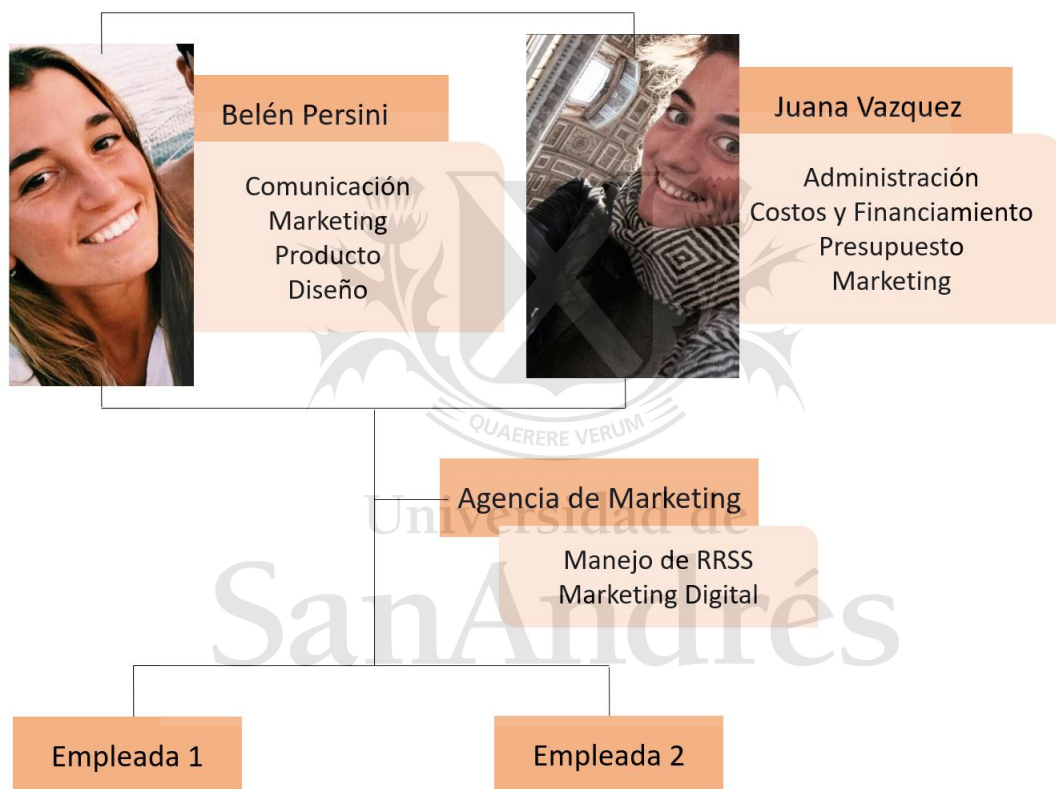 Belén Persini
Comunicación
Marketing
Producto
Diseño
Juana Vazquez
Administración
Costos y Financiamiento
Presupuesto
Marketing
QUAERERE VERUM
Agencia de Marketing
Manejo de RRSS
Marketing Digital
Universidad de
SanAndrés
Empleada 1
Empleada 2